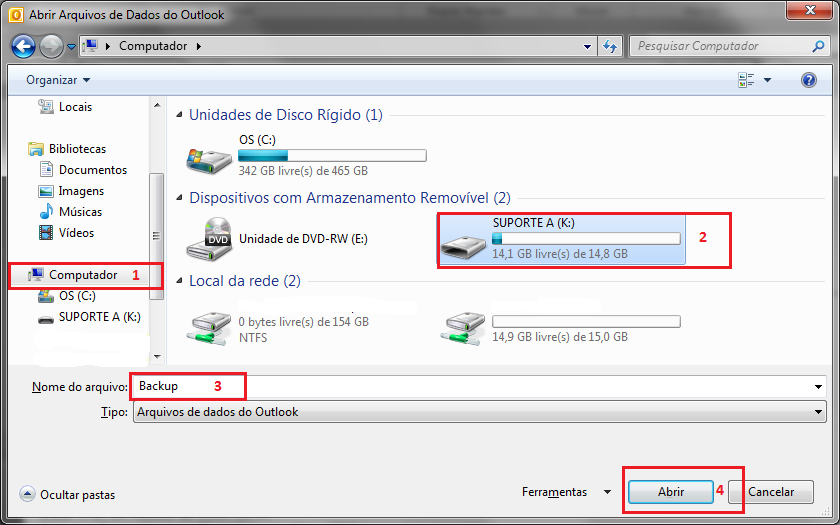 Abrir Arquivos de Dados do Outlook
Computador
Pesquisar Computador
Organizar
Locais
Bibliotecas
Documentos
Imagens
Músicas
Vídeos
Computador 1
OS (C:)
SUPORTE A (K:)
Unidades de Disco Rígido (1)
OS (C:)
342 GB livre(s) de 465 GB
Dispositivos com Armazenamento Removível (2)
DVD
Unidade de DVD-RW (E:)
SUPORTE A (K:)
14,1 GB livre(s) de 14,8 GB
2
Local da rede (2)
0 bytes livre(s) de 154 GB
NTFS
14,9 GB livre(s) de 15,0 GB
Nome do arquivo: Backup 3
Tipo: Arquivos de dados do Outlook
Ocultar pastas
Ferramentas
Abrir 4
Cancelar